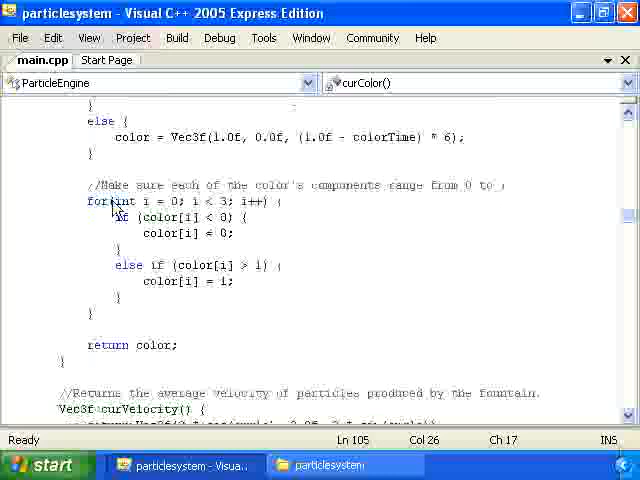 particlesystem - Visual C++ 2005 Express Edition
File Edit View Project Build Debug Tools Window Community Help
main.cpp Start Page
ParticleEngine curColor()
}
else {
color = Vec3f(1.0f, 0.0f, (1.0f - colorTime) * 6);
}
//Make sure each of the color's components range from 0 to
for(int i = 0; i < 3; i++) {
if (color[i] < 0) {
color[i] = 0;
}
else if (color[i] > 1) {
color[i] = 1;
}
}
return color;
}
//Returns the average velocity of particles produced by the fountain.
Vec3f curVelocity() {
Ready Ln 105 Col 26 Ch 17 INS
start particlesystem - Visua... particlesystem